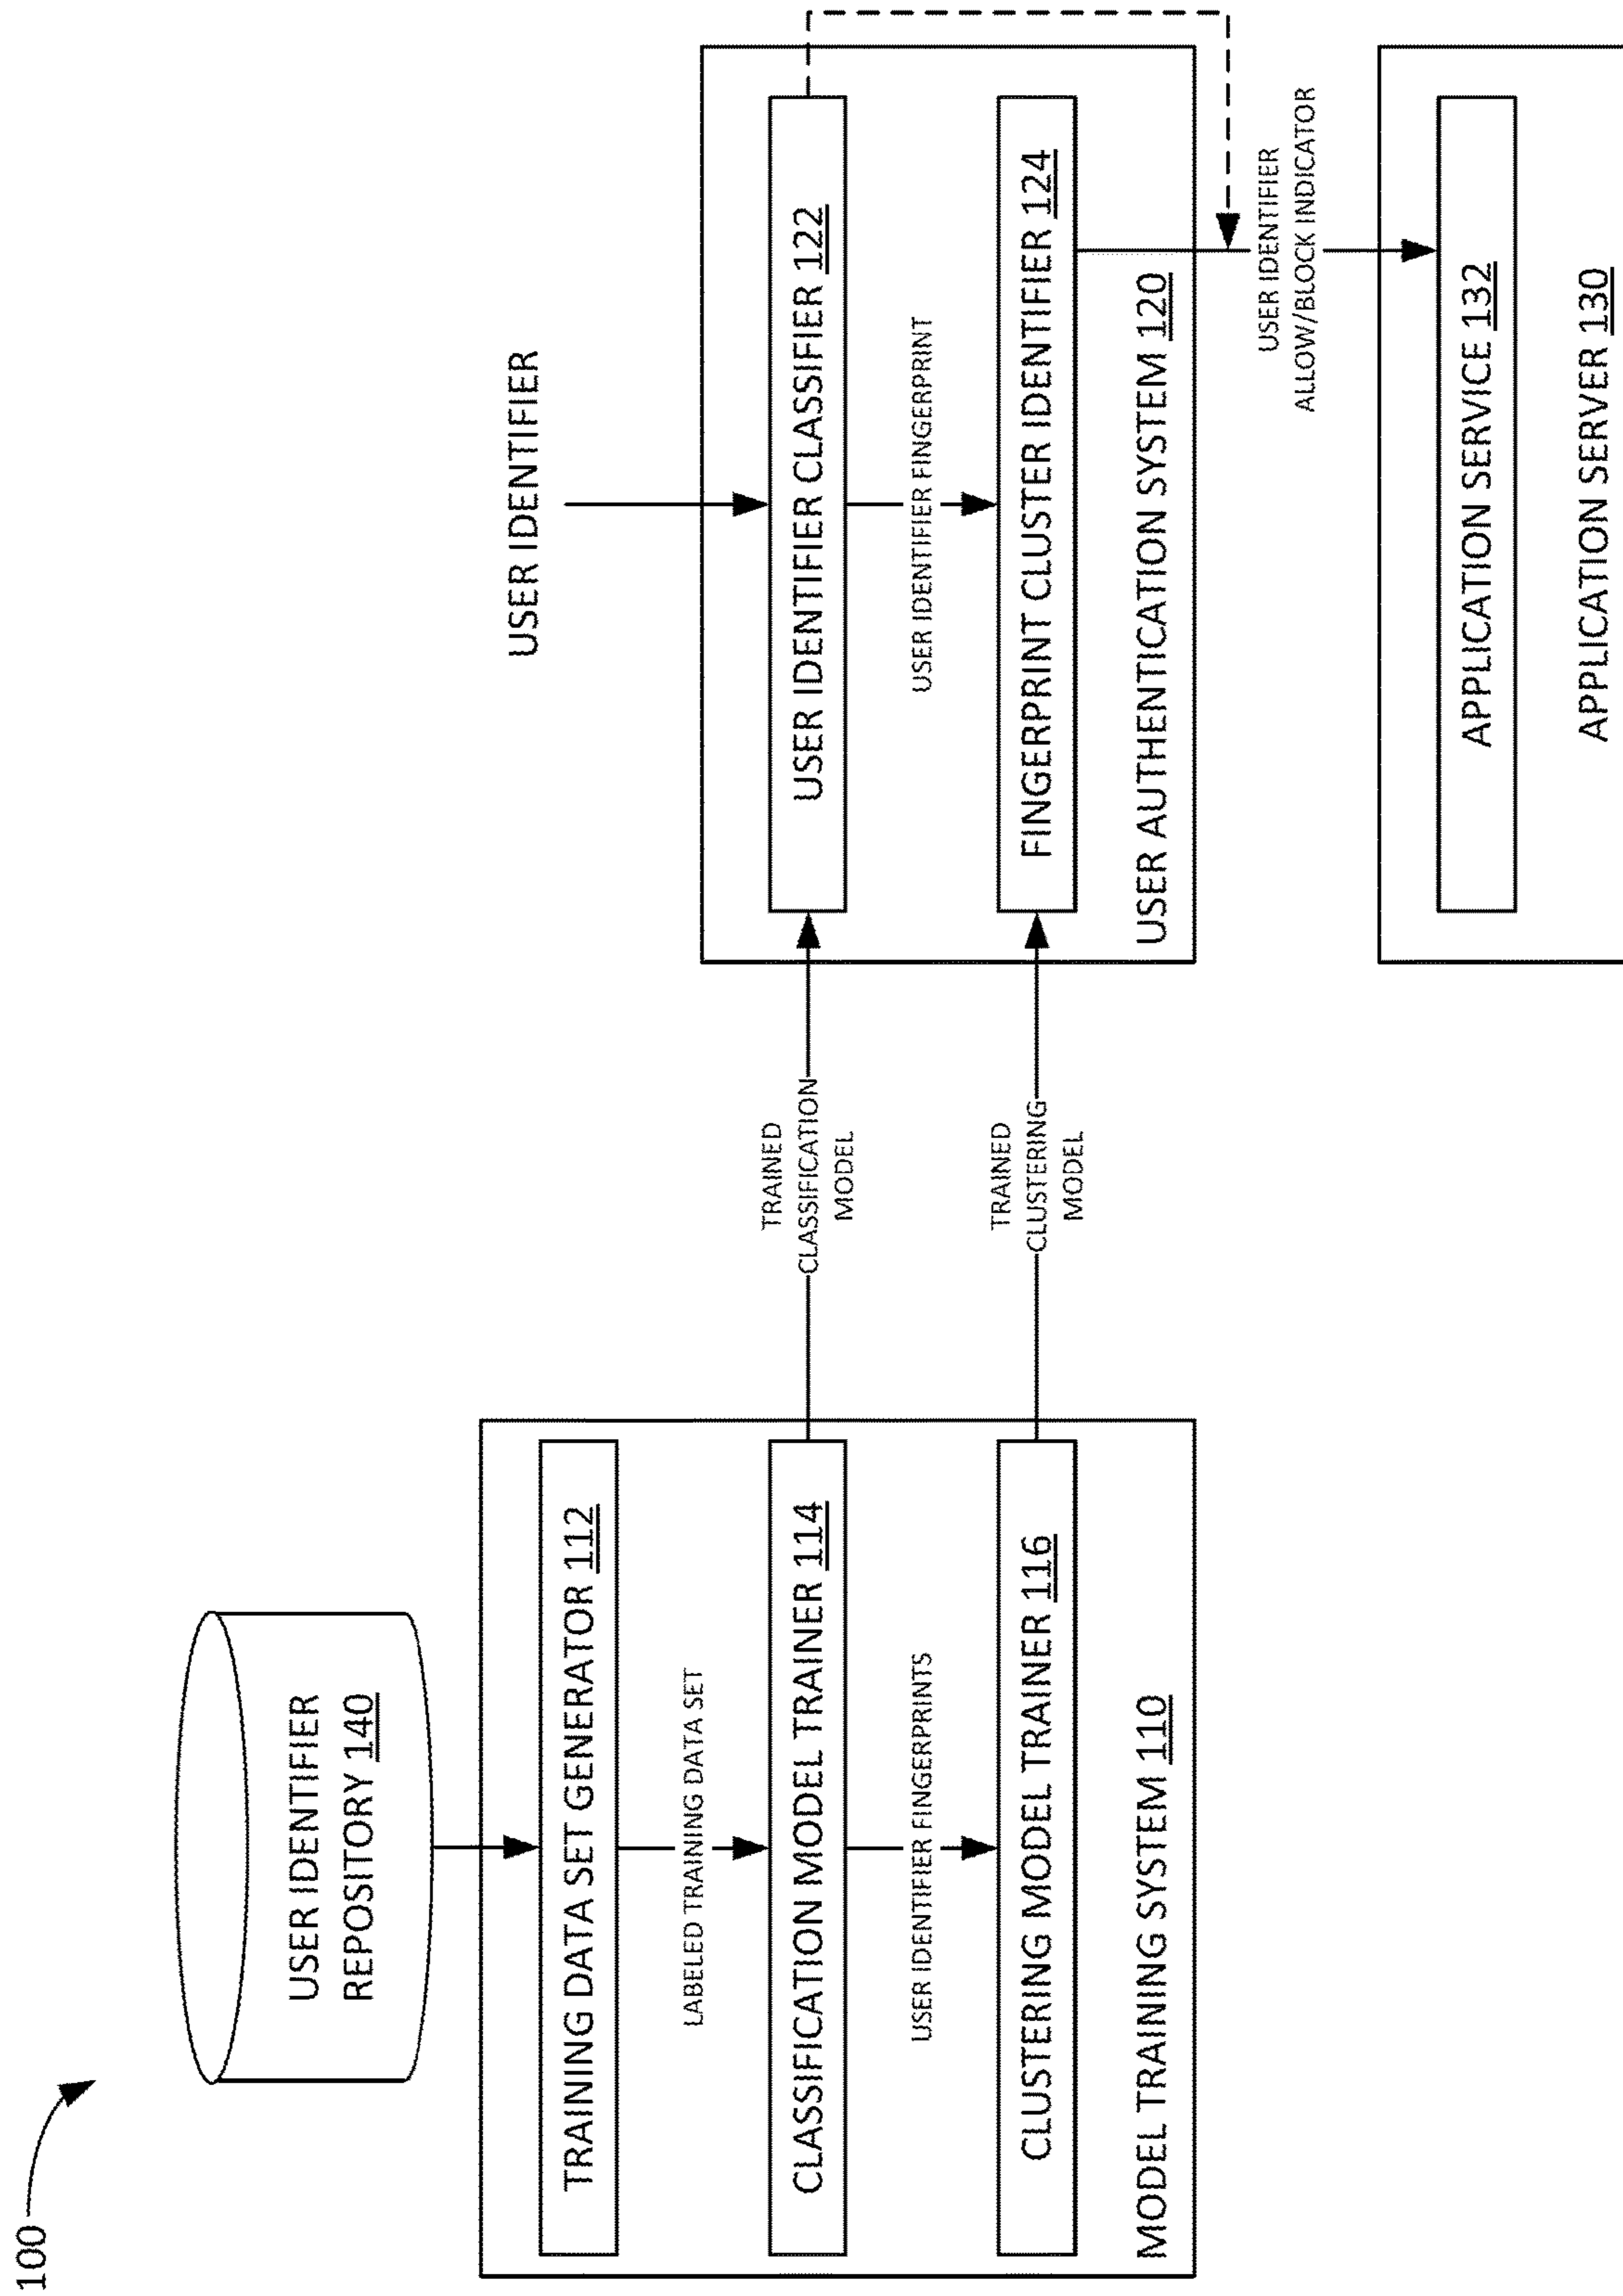 100
USER IDENTIFIER
REPOSITORY 140
TRAINING DATA SET GENERATOR 112
LABELED TRAINING DATA SET
CLASSIFICATION MODEL TRAINER 114
USER IDENTIFIER FINGERPRINTS
CLUSTERING MODEL TRAINER 116
MODEL TRAINING SYSTEM 110
TRAINED
CLASSIFICATION
MODEL
TRAINED
CLUSTERING
MODEL
USER IDENTIFIER
USER IDENTIFIER CLASSIFIER 122
USER IDENTIFIER FINGERPRINT
FINGERPRINT CLUSTER IDENTIFIER 124
USER AUTHENTICATION SYSTEM 120
USER IDENTIFIER
ALLOW/BLOCK INDICATOR
APPLICATION SERVICE 132
APPLICATION SERVER 130